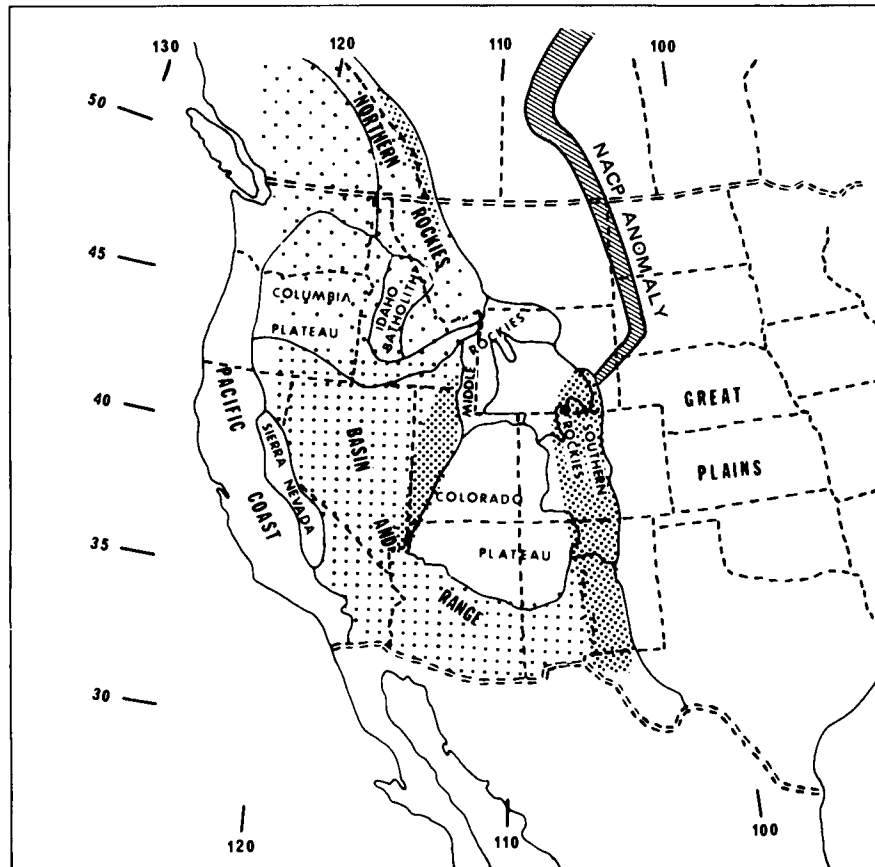 130
120
110
100
50
NORTHERN
ROCKIES
NACP ANOMALY
45
COLUMBIA
PLATEAU
IDAHO
BATHOLITH
MIDDLE
ROCKIES
40
PACIFIC
COAST
SIERRA
NEVADA
BASIN
AND
RANGE
SOUTHERN
ROCKIES
GREAT
PLAINS
COLORADO
PLATEAU
35
30
120
110
100